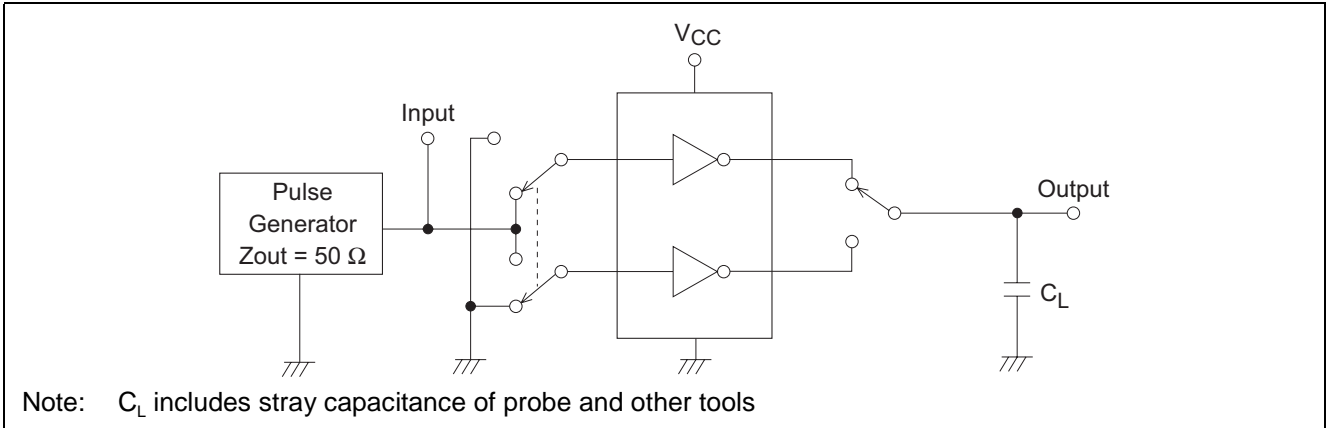 VCC
Input
Pulse
Generator
Zout = 50 Ω
Output
CL
Note: CL includes stray capacitance of probe and other tools